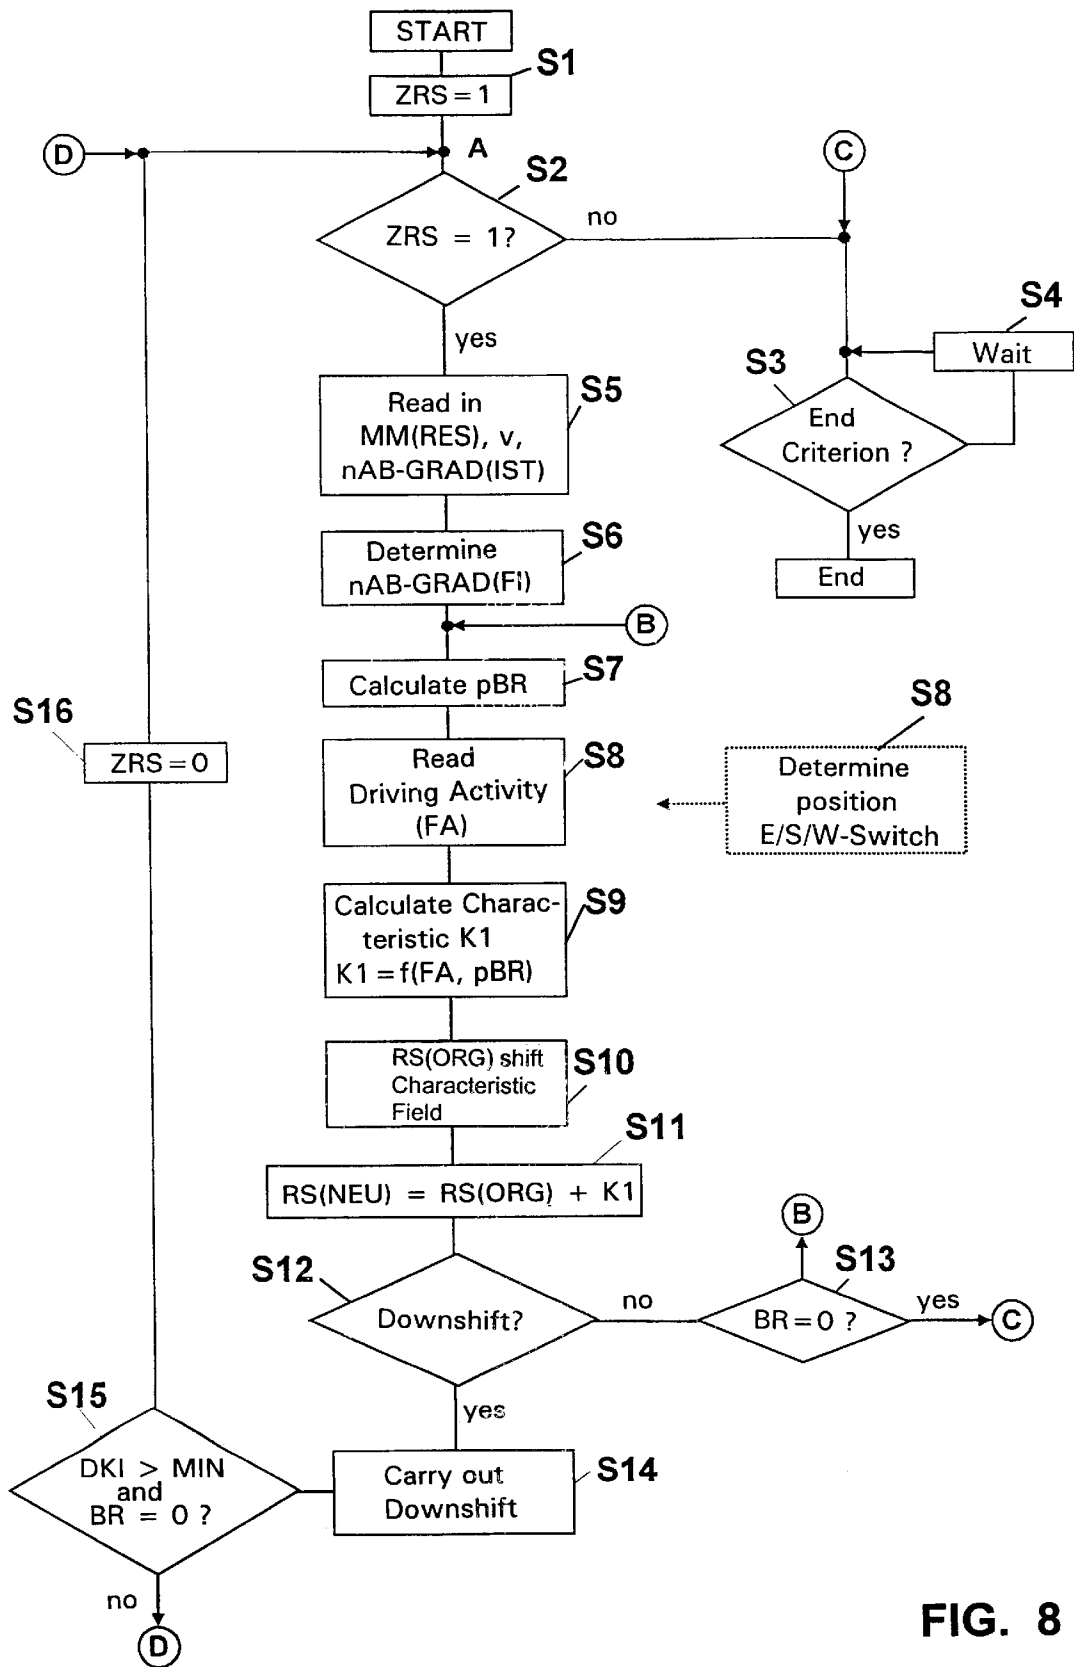 START
S1
ZRS = 1
D
A
C
S2
ZRS = 1?
no
yes
S4
Wait
S3
End
Criterion ?
yes
End
S5
Read in
MM(RES), v,
nAB-GRAD(IST)
S6
Determine
nAB-GRAD(FI)
B
S7
Calculate pBR
S16
ZRS = 0
S8
Read
Driving Activity
(FA)
S8
Determine
position
E/S/W-Switch
S9
Calculate Charac-
teristic K1
K1 = f(FA, pBR)
S10
RS(ORG) shift
Characteristic
Field
S11
RS(NEU) = RS(ORG) + K1
S12
Downshift?
no
B
S13
BR = 0 ?
yes
C
yes
S15
DKI > MIN
and
BR = 0 ?
S14
Carry out
Downshift
no
D
FIG. 8